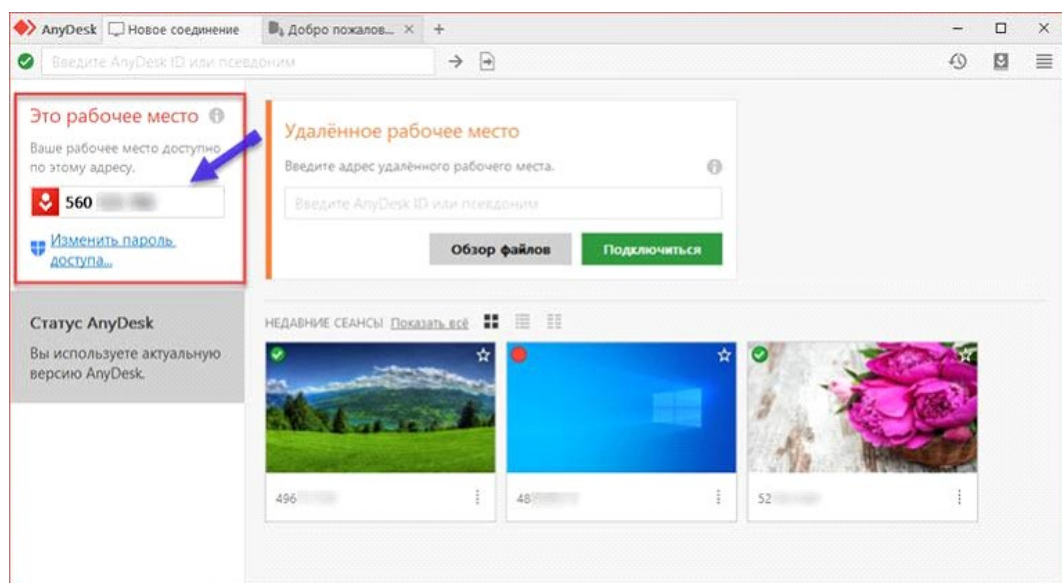 AnyDesk Новое соединение Добро пожалов...
Введите AnyDesk ID или псевдоним
Это рабочее место
Ваше рабочее место доступно
по этому адресу.
560
Изменить пароль
доступа...
Статус AnyDesk
Вы используете актуальную
версию AnyDesk.
Удалённое рабочее место
Введите адрес удалённого рабочего места.
Введите AnyDesk ID или псевдоним
Обзор файлов Подключиться
НЕДАВНИЕ СЕАНСЫ Показать всё
496 48 52